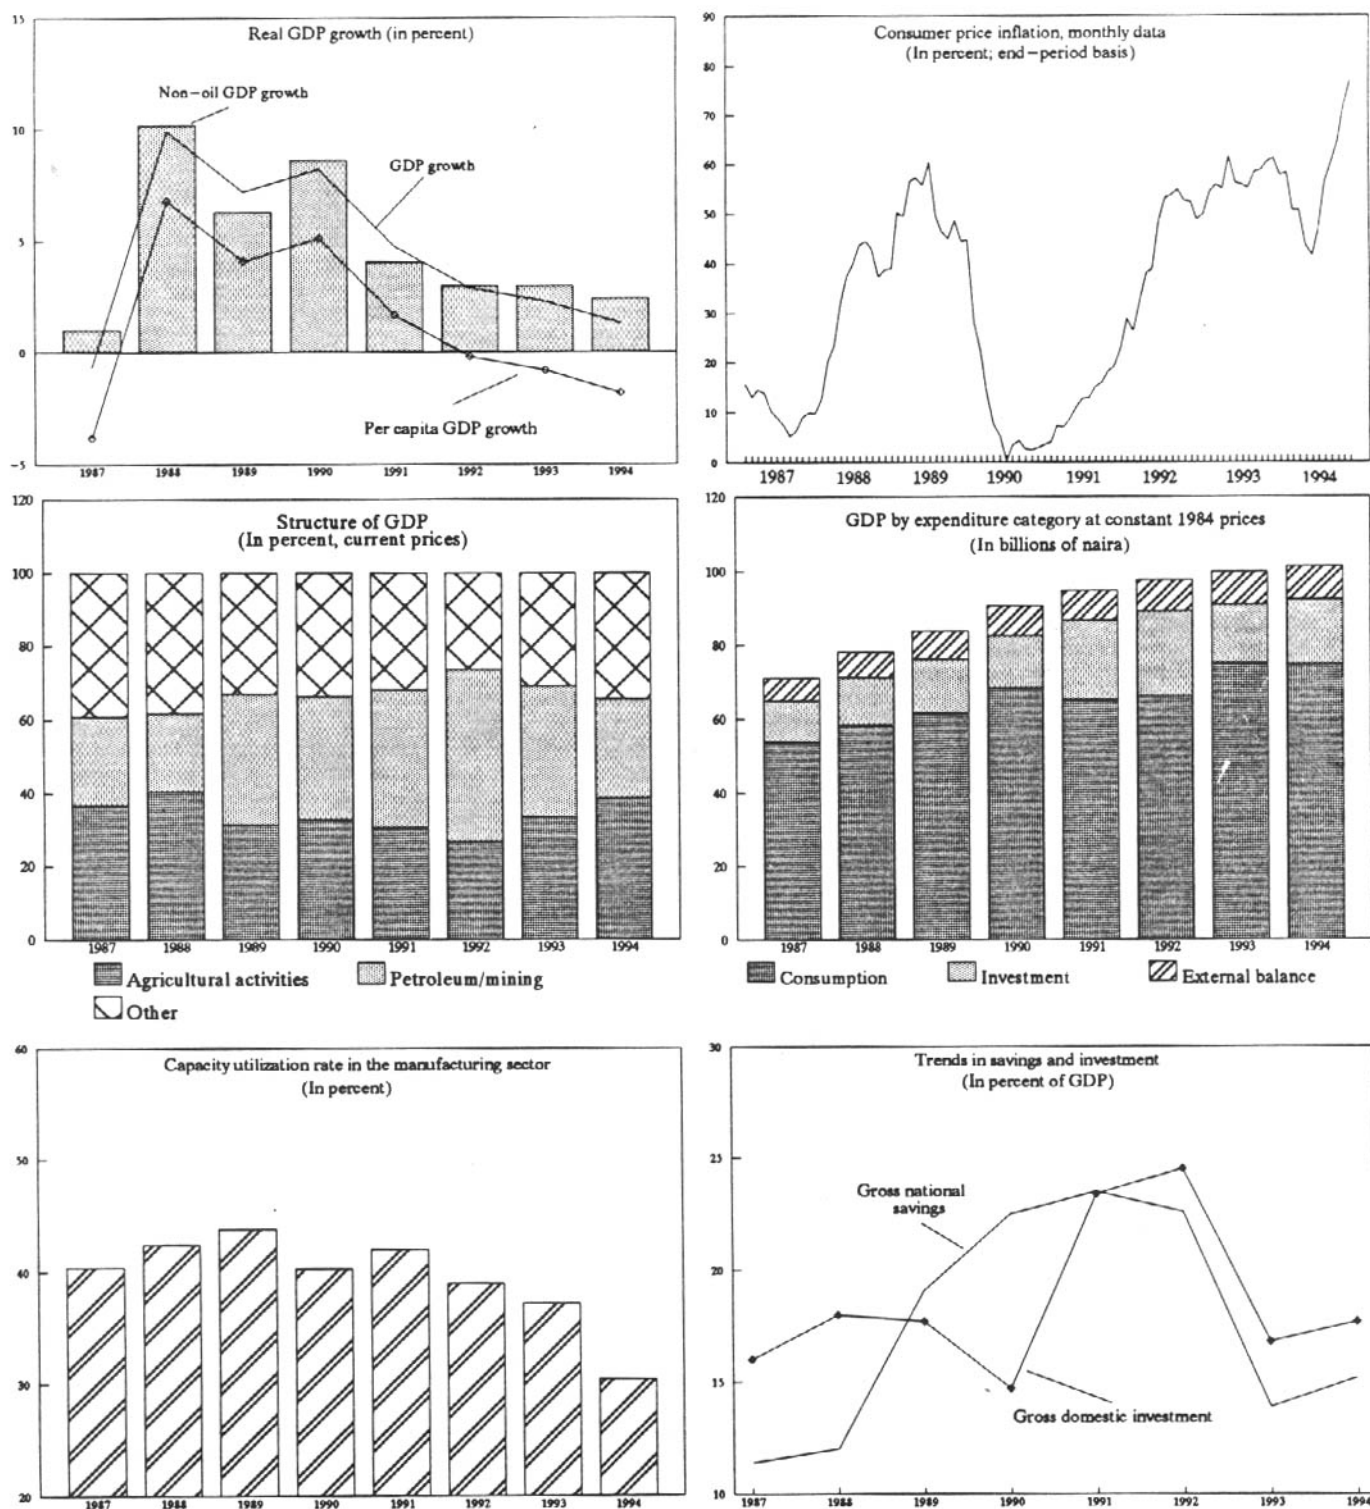 Real GDP growth (in percent)
15
10
5
0
-5
Non-oil GDP growth
GDP growth
Per capita GDP growth
1987 1988 1989 1990 1991 1992 1993 1994
Consumer price inflation, monthly data
(In percent; end-period basis)
90
80
70
60
50
40
30
20
10
0
1987 1988 1989 1990 1991 1992 1993 1994
Structure of GDP
(In percent, current prices)
120
100
80
60
40
20
0
1987 1988 1989 1990 1991 1992 1993 1994
Agricultural activities Petroleum/mining
Other
GDP by expenditure category at constant 1984 prices
(In billions of naira)
120
100
80
60
40
20
0
1987 1988 1989 1990 1991 1992 1993 1994
Consumption Investment External balance
Capacity utilization rate in the manufacturing sector
(In percent)
60
50
40
30
20
1987 1988 1989 1990 1991 1992 1993 1994
Trends in savings and investment
(In percent of GDP)
30
25
20
15
10
Gross national
savings
Gross domestic investment
1987 1988 1989 1990 1991 1992 1993